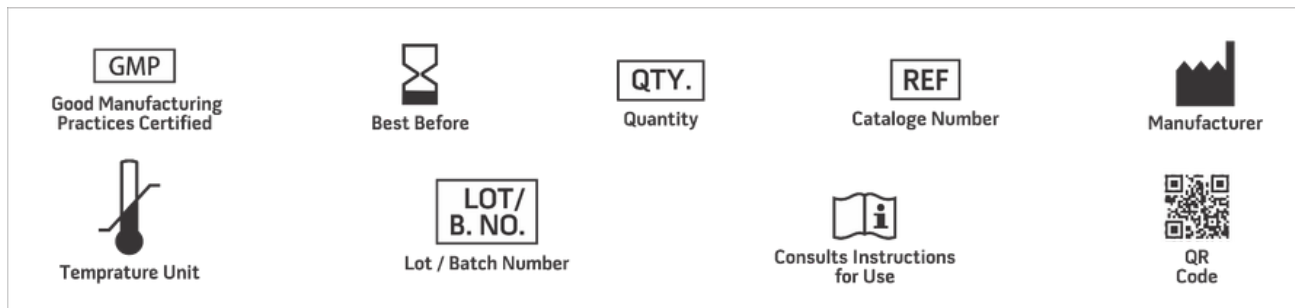 GMP
Good Manufacturing
Practices Certified
Best Before
QTY.
Quantity
REF
Cataloge Number
Manufacturer
Temprature Unit
LOT/
B. NO.
Lot / Batch Number
i
Consults Instructions
for Use
QR
Code